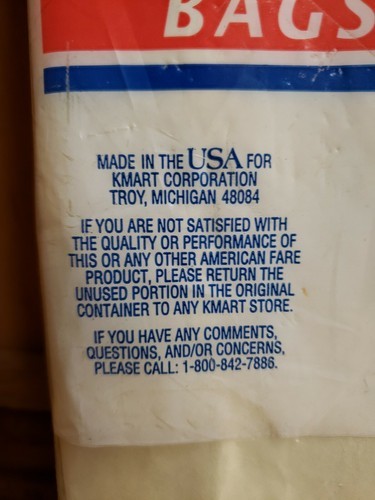 BAGS
MADE IN THE USA FOR
KMART CORPORATION
TROY, MICHIGAN 48084
IF YOU ARE NOT SATISFIED WITH
THE QUALITY OR PERFORMANCE OF
THIS OR ANY OTHER AMERICAN FARE
PRODUCT, PLEASE RETURN THE
UNUSED PORTION IN THE ORIGINAL
CONTAINER TO ANY KMART STORE.
IF YOU HAVE ANY COMMENTS,
QUESTIONS, AND/OR CONCERNS,
PLEASE CALL: 1-800-842-7886.